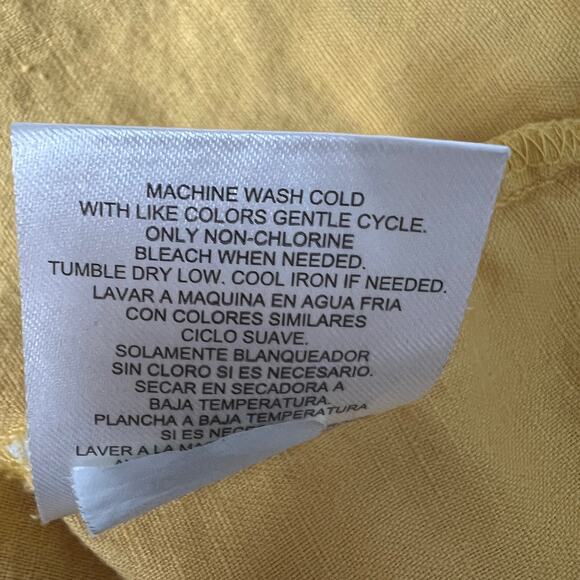 MACHINE WASH COLD
WITH LIKE COLORS GENTLE CYCLE.
ONLY NON-CHLORINE
BLEACH WHEN NEEDED.
TUMBLE DRY LOW. COOL IRON IF NEEDED.
LAVAR A MAQUINA EN AGUA FRIA
CON COLORES SIMILARES
CICLO SUAVE.
SOLAMENTE BLANQUEADOR
SIN CLORO SI ES NECESARIO.
SECAR EN SECADORA A
BAJA TEMPERATURA.
PLANCHA A BAJA TEMPERATURA
SI ES
LAVER A LA